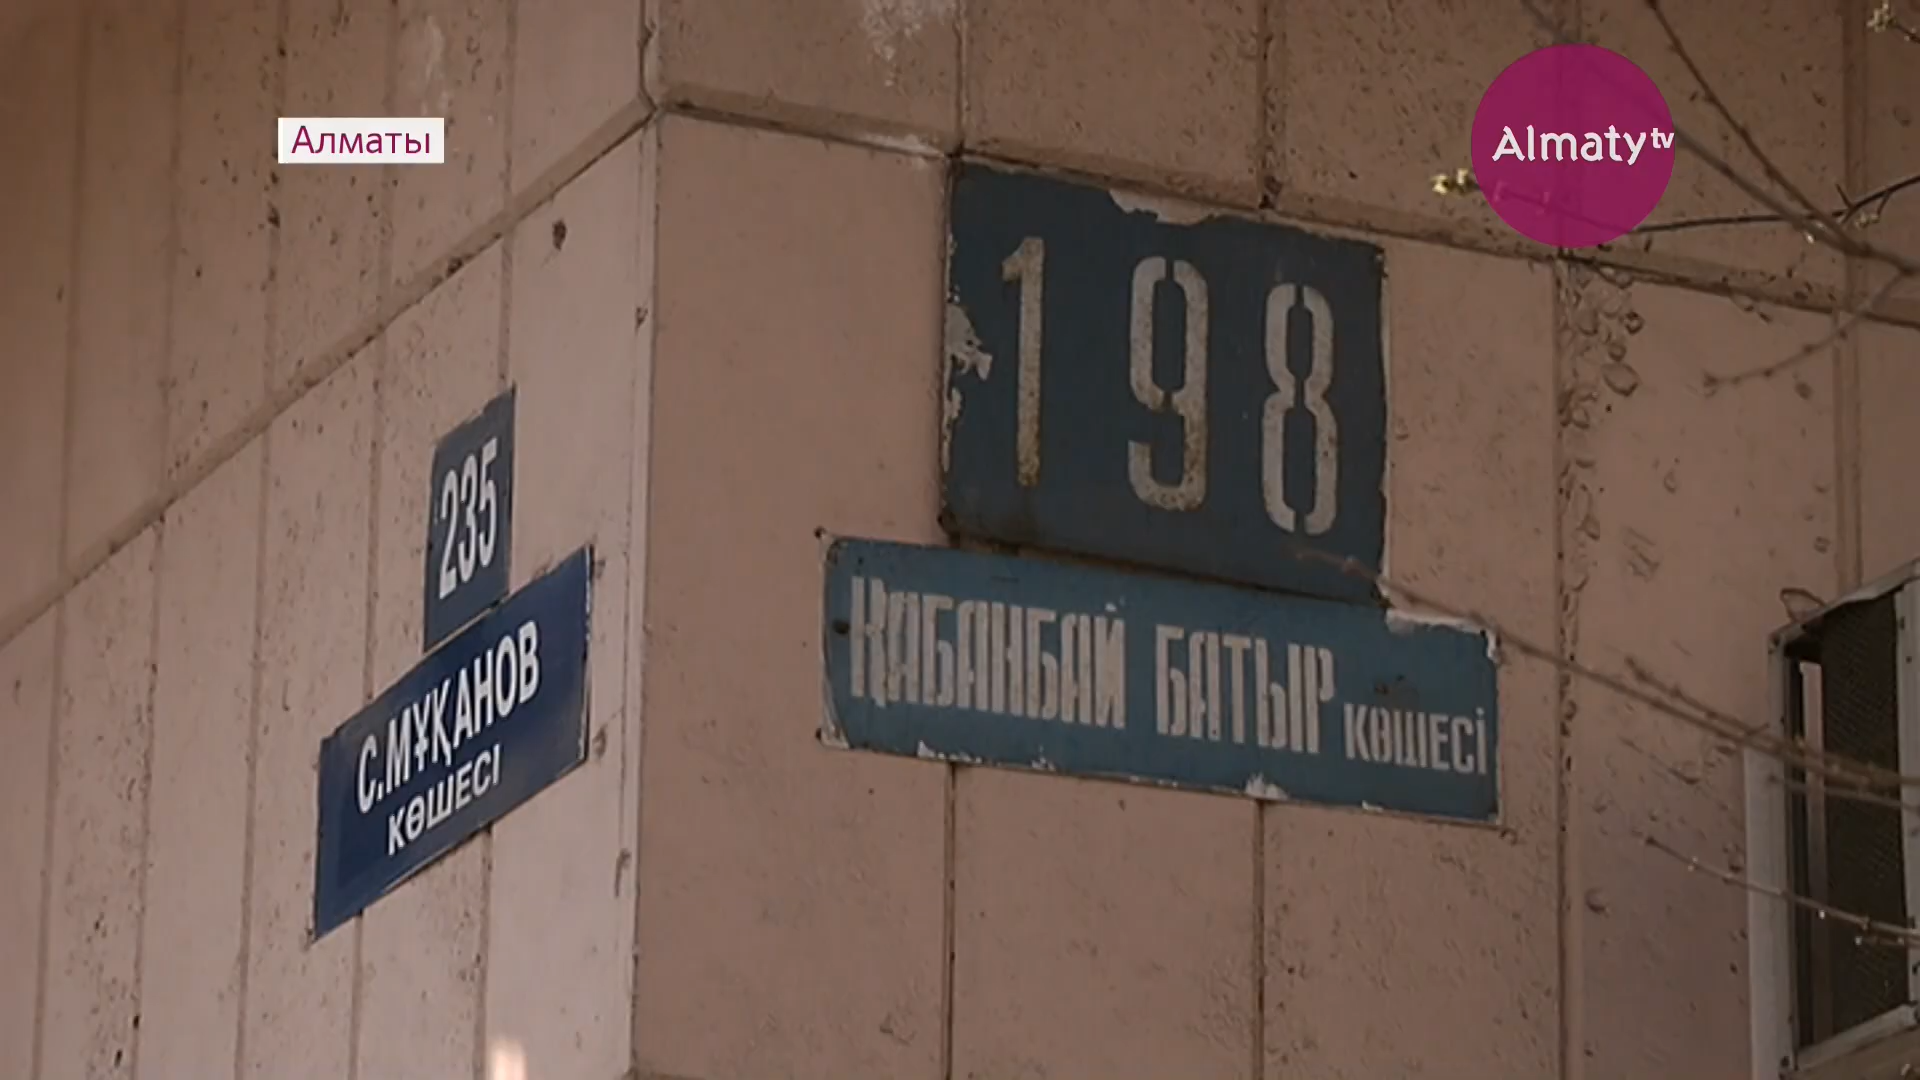 Алматы
Almaty tv
198
ҚАБАНБАЙ БАТЫР КӨШЕСІ
235
С.МҰҚАНОВ
КӨШЕСІ